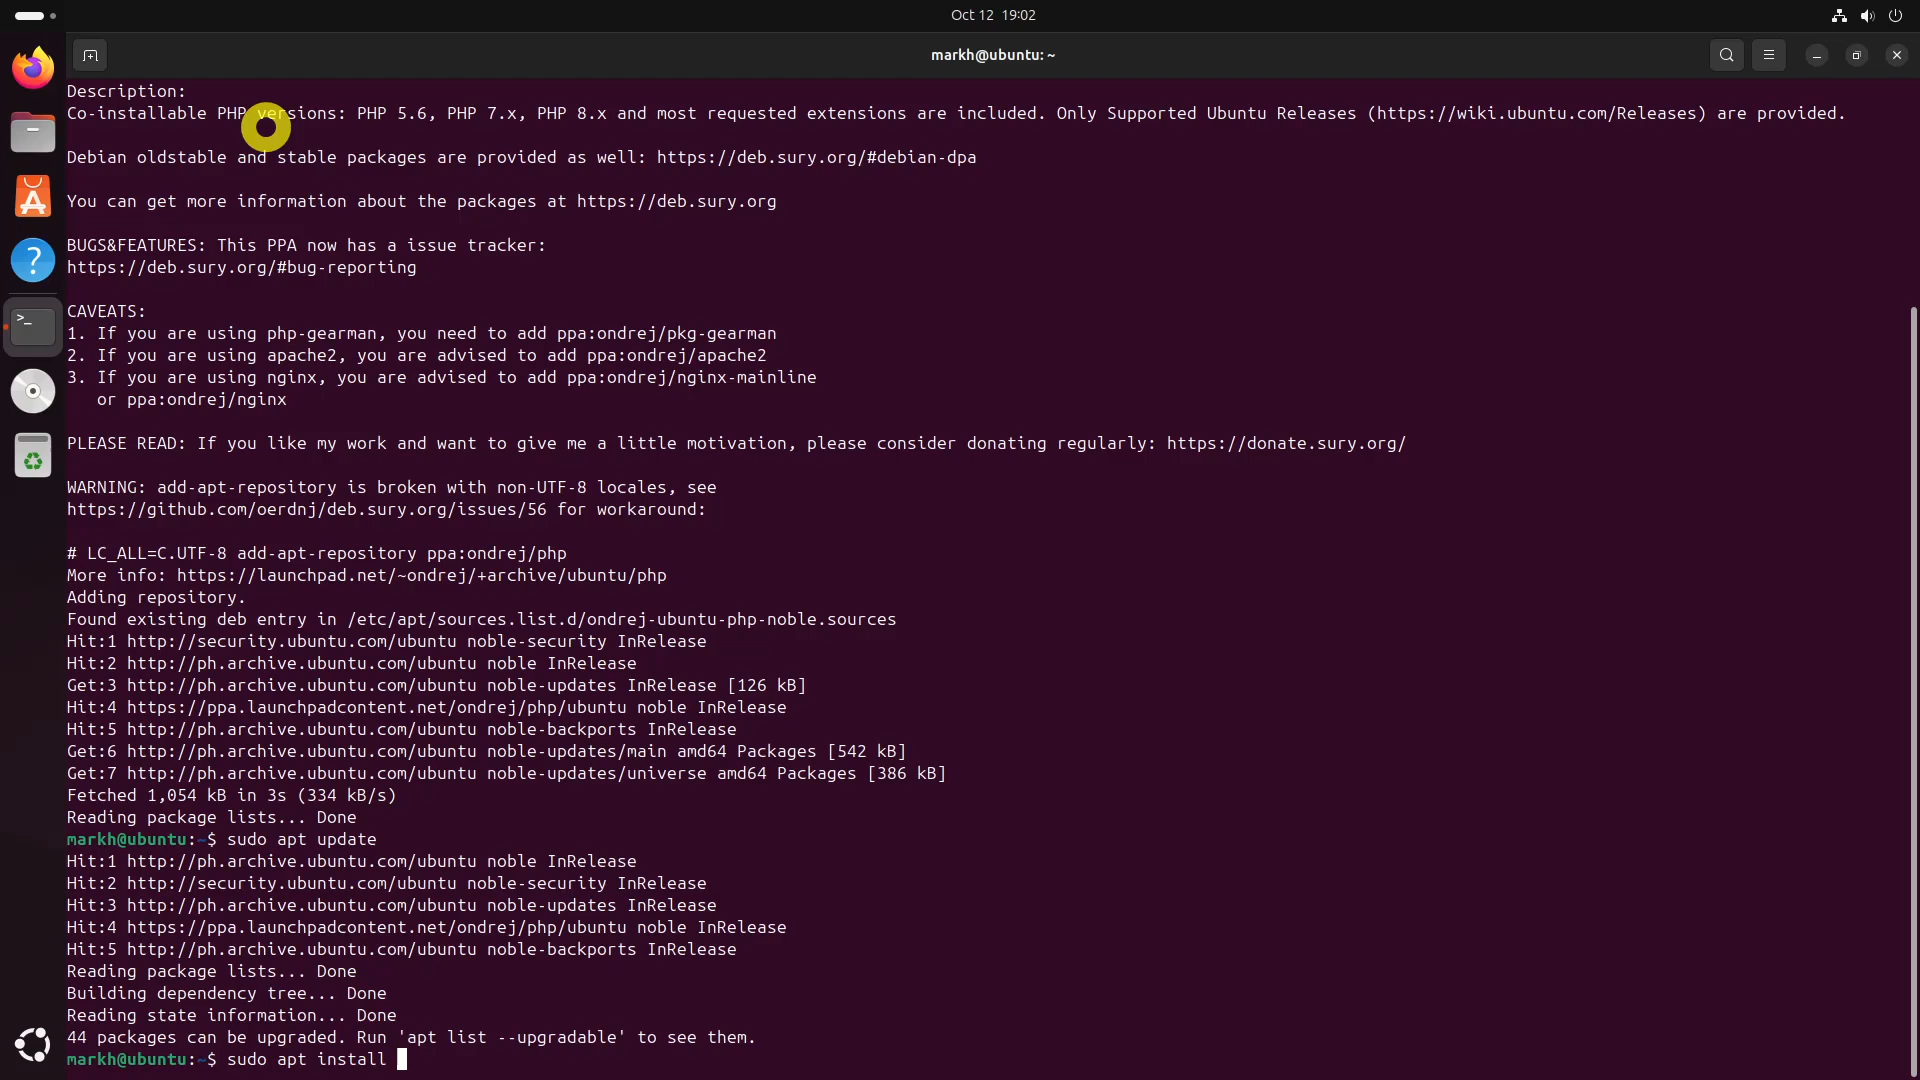 Oct 12 19:02
markh@ubuntu: ~
Description:
Co-installable PHP versions: PHP 5.6, PHP 7.x, PHP 8.x and most requested extensions are included. Only Supported Ubuntu Releases (https://wiki.ubuntu.com/Releases) are provided.
Debian oldstable and stable packages are provided as well: https://deb.sury.org/#debian-dpa
You can get more information about the packages at https://deb.sury.org
BUGS&FEATURES: This PPA now has a issue tracker:
https://deb.sury.org/#bug-reporting
CAVEATS:
1. If you are using php-gearman, you need to add ppa:ondrej/pkg-gearman
2. If you are using apache2, you are advised to add ppa:ondrej/apache2
3. If you are using nginx, you are advised to add ppa:ondrej/nginx-mainline
or ppa:ondrej/nginx
PLEASE READ: If you like my work and want to give me a little motivation, please consider donating regularly: https://donate.sury.org/
WARNING: add-apt-repository is broken with non-UTF-8 locales, see
https://github.com/oerdnj/deb.sury.org/issues/56 for workaround:
# LC_ALL=C.UTF-8 add-apt-repository ppa:ondrej/php
More info: https://launchpad.net/~ondrej/+archive/ubuntu/php
Adding repository.
Found existing deb entry in /etc/apt/sources.list.d/ondrej-ubuntu-php-noble.sources
Hit:1 http://security.ubuntu.com/ubuntu noble-security InRelease
Hit:2 http://ph.archive.ubuntu.com/ubuntu noble InRelease
Get:3 http://ph.archive.ubuntu.com/ubuntu noble-updates InRelease [126 kB]
Hit:4 https://ppa.launchpadcontent.net/ondrej/php/ubuntu noble InRelease
Hit:5 http://ph.archive.ubuntu.com/ubuntu noble-backports InRelease
Get:6 http://ph.archive.ubuntu.com/ubuntu noble-updates/main amd64 Packages [542 kB]
Get:7 http://ph.archive.ubuntu.com/ubuntu noble-updates/universe amd64 Packages [386 kB]
Fetched 1,054 kB in 3s (334 kB/s)
Reading package lists... Done
markh@ubuntu:~$ sudo apt update
Hit:1 http://ph.archive.ubuntu.com/ubuntu noble InRelease
Hit:2 http://security.ubuntu.com/ubuntu noble-security InRelease
Hit:3 http://ph.archive.ubuntu.com/ubuntu noble-updates InRelease
Hit:4 https://ppa.launchpadcontent.net/ondrej/php/ubuntu noble InRelease
Hit:5 http://ph.archive.ubuntu.com/ubuntu noble-backports InRelease
Reading package lists... Done
Building dependency tree... Done
Reading state information... Done
44 packages can be upgraded. Run 'apt list --upgradable' to see them.
markh@ubuntu:~$ sudo apt install